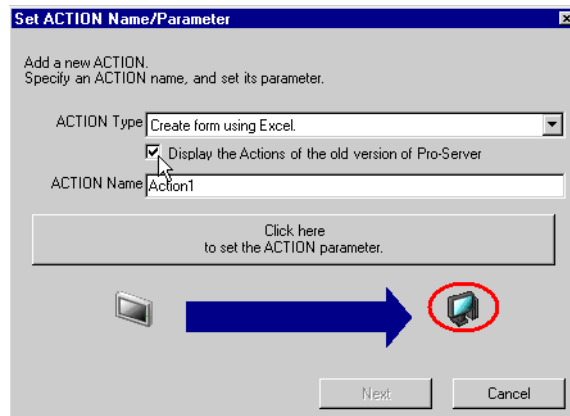 Set ACTION Name/Parameter
Add a new ACTION.
Specify an ACTION name, and set its parameter.
ACTION Type Create form using Excel.
Display the Actions of the old version of Pro-Server
ACTION Name Action1
Click here
to set the ACTION parameter.
Next Cancel